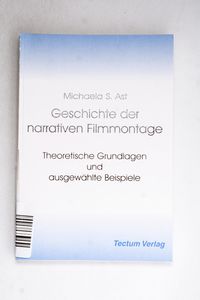 Michaela S. Ast
Geschichte der
narrativen Filmmontage
Theoretische Grundlagen
und
ausgewählte Beispiele
Tectum Verlag